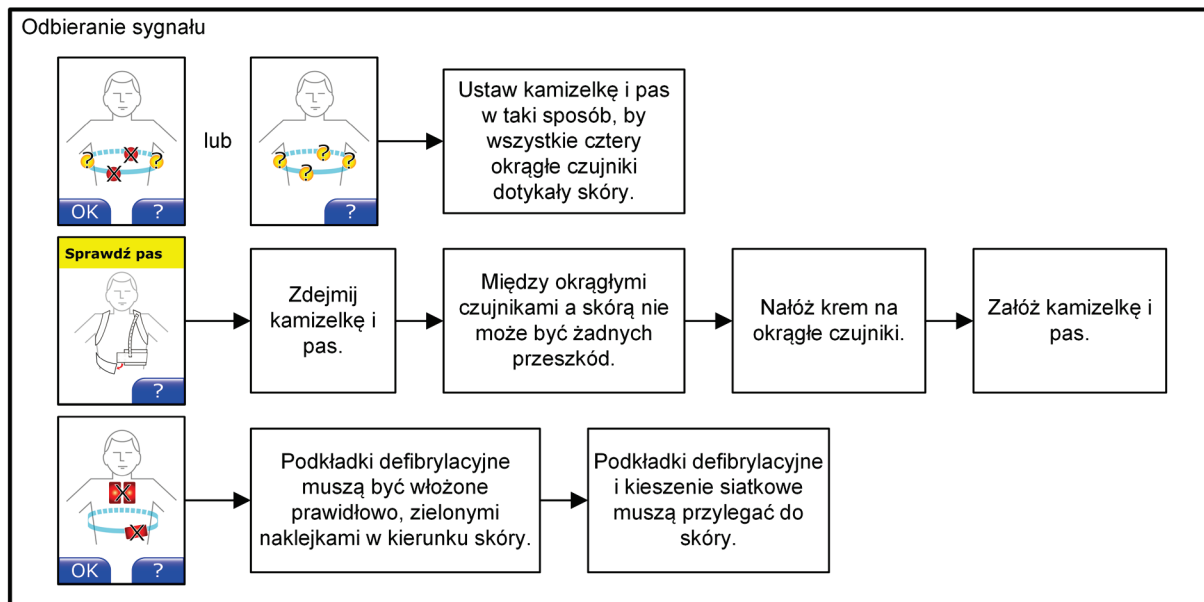 Odbieranie sygnału
? X X ?
OK ?
lub
? ? ? ?
?
Ustaw kamizelkę i pas
w taki sposób, by
wszystkie cztery
okrągłe czujniki
dotykały skóry.
Sprawdź pas
?
Zdejmij
kamizelkę i
pas.
Między okrągłymi
czujnikami a skórą nie
może być żadnych
przeszkód.
Nałóż krem na
okrągłe czujniki.
Załóż kamizelkę i
pas.
X
X
OK ?
Podkładki defibrylacyjne
muszą być włożone
prawidłowo, zielonymi
naklejkami w kierunku skóry.
Podkładki defibrylacyjne
i kieszenie siatkowe
muszą przylegać do
skóry.